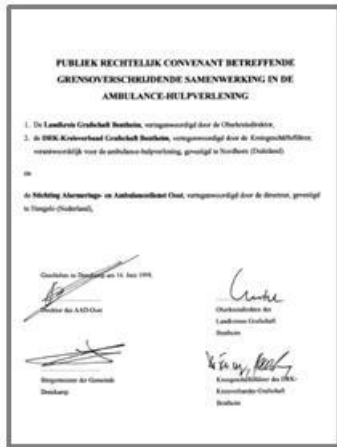 PUBLIEK RECHTELIJK CONVENANT BETREFFENDE
GRENSOVERSCHRIJDENDE SAMENWERKING IN DE
AMBULANCE-HULPVERLENING
1. De Landkreis Grafschaft Bentheim, vertegenwoordigd door de Oberkreisdirektor,
2. de DRK-Kreisverband Grafschaft Bentheim, vertegenwoordigd door de Kreisgeschäftsführer,
verantwoordelijk voor de ambulance-hulpverlening, gevestigd te Nordhorn (Duitsland)
en
de Stichting Alarmerings- en Ambulancedienst Oost, vertegenwoordigd door de directeur, gevestigd
te Hengelo (Nederland),
Geschieden te Denekamp am 16. Juni 1999,
Direktor des AAD-Oost
Oberkreisdirektor des
Landkreises Grafschaft
Bentheim
Bürgermeister der Gemeinde
Denekamp
Kreisgeschäftsführer des DRK-
Kreisverbandes Grafschaft
Bentheim